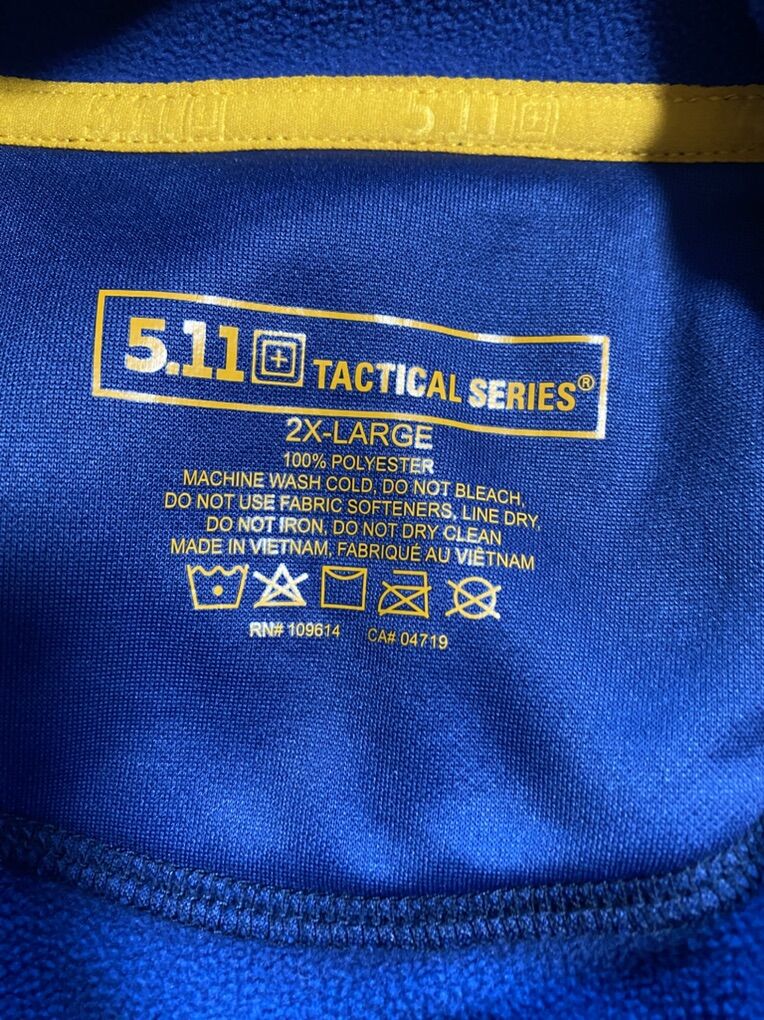 5.11
5.11 TACTICAL SERIES®
2X-LARGE
100% POLYESTER
MACHINE WASH COLD, DO NOT BLEACH,
DO NOT USE FABRIC SOFTENERS, LINE DRY,
DO NOT IRON, DO NOT DRY CLEAN
MADE IN VIETNAM, FABRIQUÉ AU VIÊTNAM
RN# 109614 CA# 04719